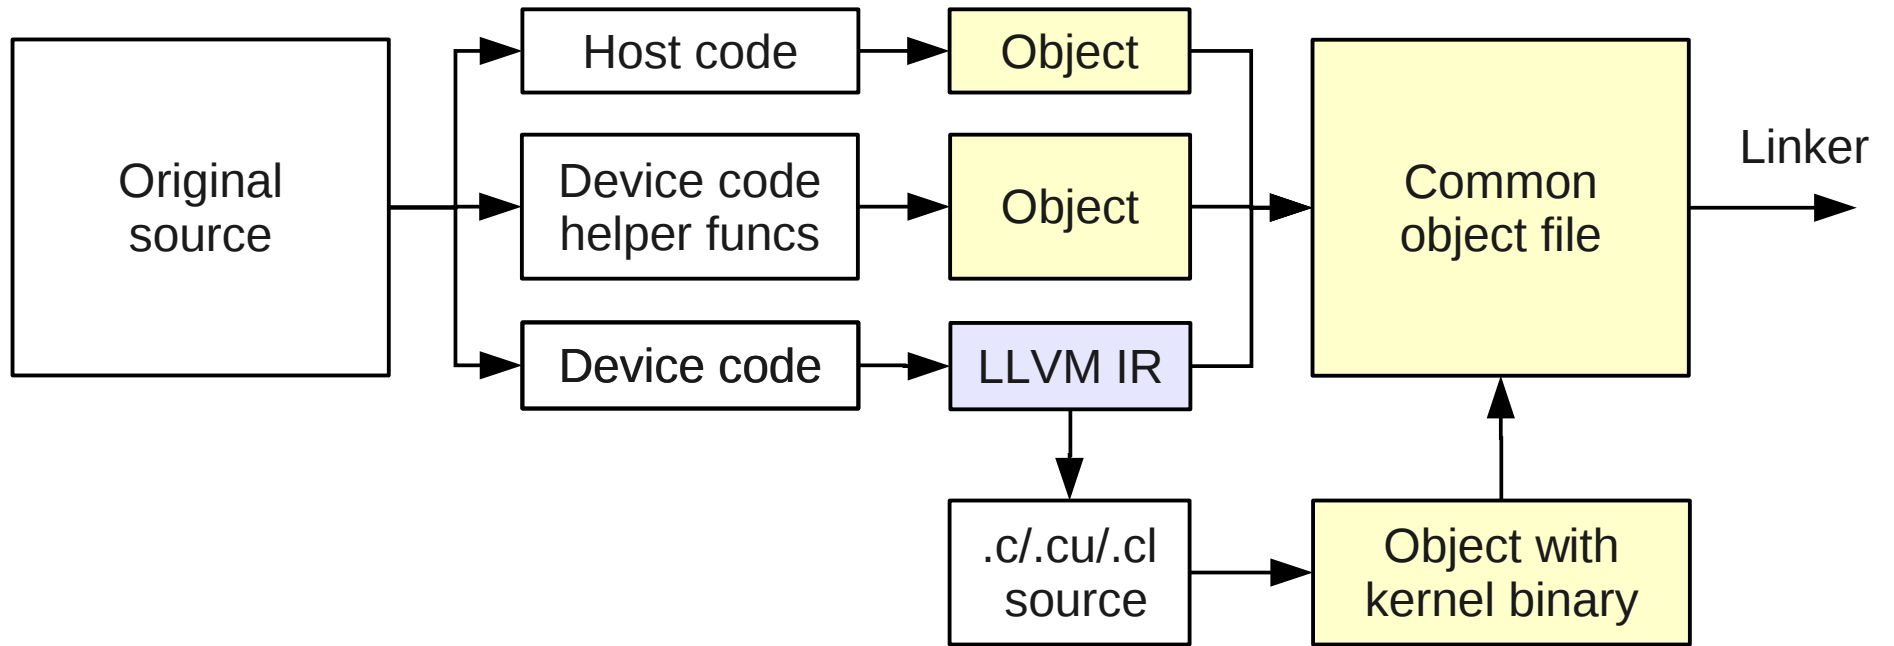 Original
source
Host code
Object
Device code
helper funcs
Object
Device code
LLVM IR
Common
object file
Linker
.c/.cu/.cl
source
Object with
kernel binary